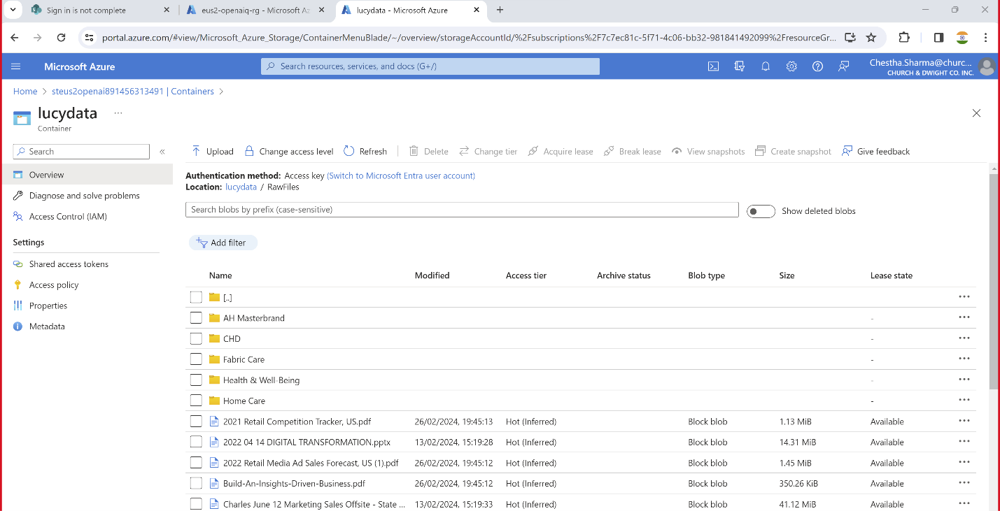 Sign in is not complete
eus2-openaiq-rg - Microsoft Az
lucydata - Microsoft Azure
portal.azure.com/#view/Microsoft_Azure_Storage/ContainerMenuBlade/~/overview/storageAccountId/%2Fsubscriptions%2F7c7ec81c-5f71-4c06-bb32-981841492099%2FresourceGr...
Microsoft Azure
Search resources, services, and docs (G+/)
Chestha.Sharma@churc...
CHURCH & DWIGHT CO. INC.
Home > steus2openai891456313491 | Containers >
lucydata ...
Container
Search
«
Overview
Diagnose and solve problems
Access Control (IAM)
Settings
Shared access tokens
Access policy
Properties
Metadata
Upload Change access level Refresh Delete Change tier Acquire lease Break lease View snapshots Create snapshot Give feedback
Authentication method: Access key (Switch to Microsoft Entra user account)
Location: lucydata / RawFiles
Search blobs by prefix (case-sensitive)
Show deleted blobs
Add filter
Name Modified Access tier Archive status Blob type Size Lease state
[..] ...
AH Masterbrand - ...
CHD - ...
Fabric Care - ...
Health & Well-Being - ...
Home Care - ...
2021 Retail Competition Tracker, US.pdf 26/02/2024, 19:45:13 Hot (Inferred) Block blob 1.13 MiB Available ...
2022 04 14 DIGITAL TRANSFORMATION.pptx 13/02/2024, 15:19:28 Hot (Inferred) Block blob 14.31 MiB Available ...
2022 Retail Media Ad Sales Forecast, US (1).pdf 26/02/2024, 19:45:12 Hot (Inferred) Block blob 1.45 MiB Available ...
Build-An-Insights-Driven-Business.pdf 26/02/2024, 19:45:12 Hot (Inferred) Block blob 350.26 KiB Available ...
Charles June 12 Marketing Sales Offsite - State ... 13/02/2024, 15:19:33 Hot (Inferred) Block blob 41.12 MiB Available ...